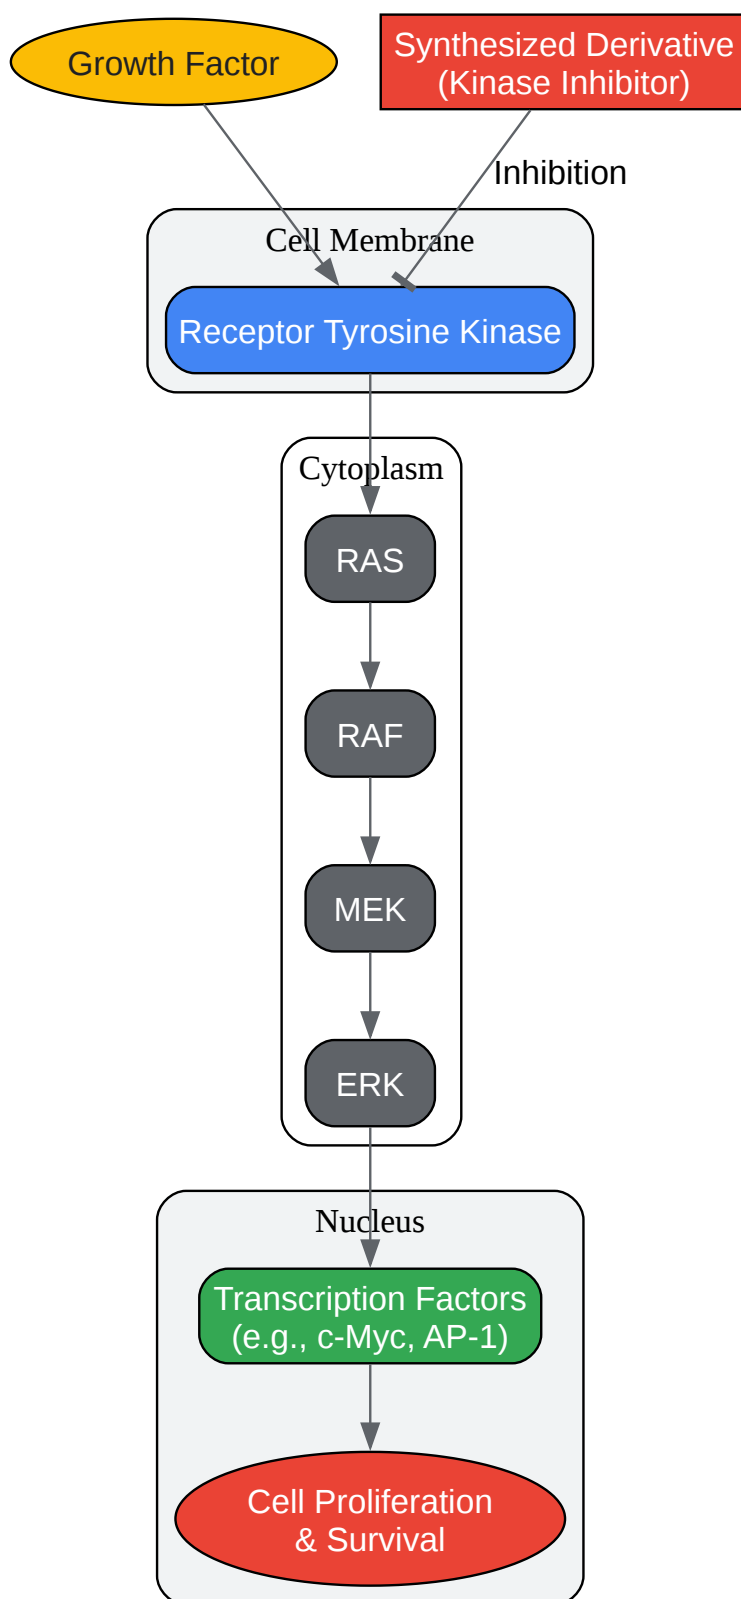 Growth Factor
Synthesized Derivative
(Kinase Inhibitor)
Inhibition
Cell Membrane
Receptor Tyrosine Kinase
Cytoplasm
RAS
RAF
MEK
ERK
Nucleus
Transcription Factors
(e.g., c-Myc, AP-1)
Cell Proliferation
& Survival